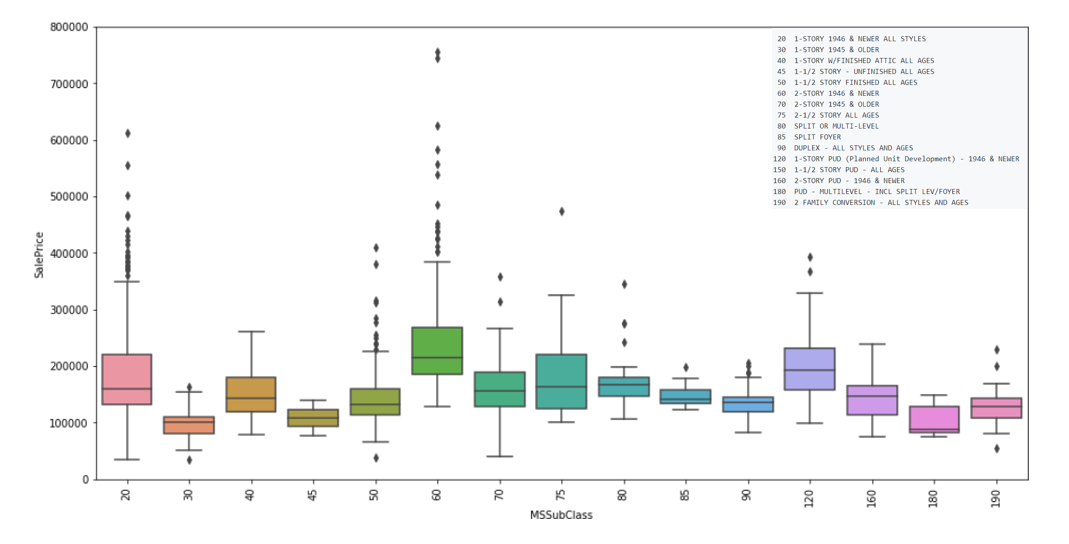 800000
700000
600000
500000
400000
300000
200000
100000
0
SalePrice
20 1-STORY 1946 & NEWER ALL STYLES
30 1-STORY 1945 & OLDER
40 1-STORY W/FINISHED ATTIC ALL AGES
45 1-1/2 STORY - UNFINISHED ALL AGES
50 1-1/2 STORY FINISHED ALL AGES
60 2-STORY 1946 & NEWER
70 2-STORY 1945 & OLDER
75 2-1/2 STORY ALL AGES
80 SPLIT OR MULTI-LEVEL
85 SPLIT FOYER
90 DUPLEX - ALL STYLES AND AGES
120 1-STORY PUD (Planned Unit Development) - 1946 & NEWER
150 1-1/2 STORY PUD - ALL AGES
160 2-STORY PUD - 1946 & NEWER
180 PUD - MULTILEVEL - INCL SPLIT LEV/FOYER
190 2 FAMILY CONVERSION - ALL STYLES AND AGES
20 30 40 45 50 60 70 75 80 85 90 120 160 180 190
MSSubClass